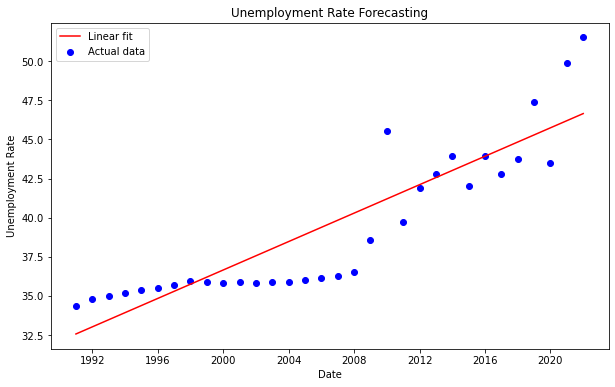 Unemployment Rate Forecasting
Linear fit
Actual data
50.0
47.5
45.0
42.5
40.0
37.5
35.0
32.5
Unemployment Rate
1992 1996 2000 2004 2008 2012 2016 2020
Date